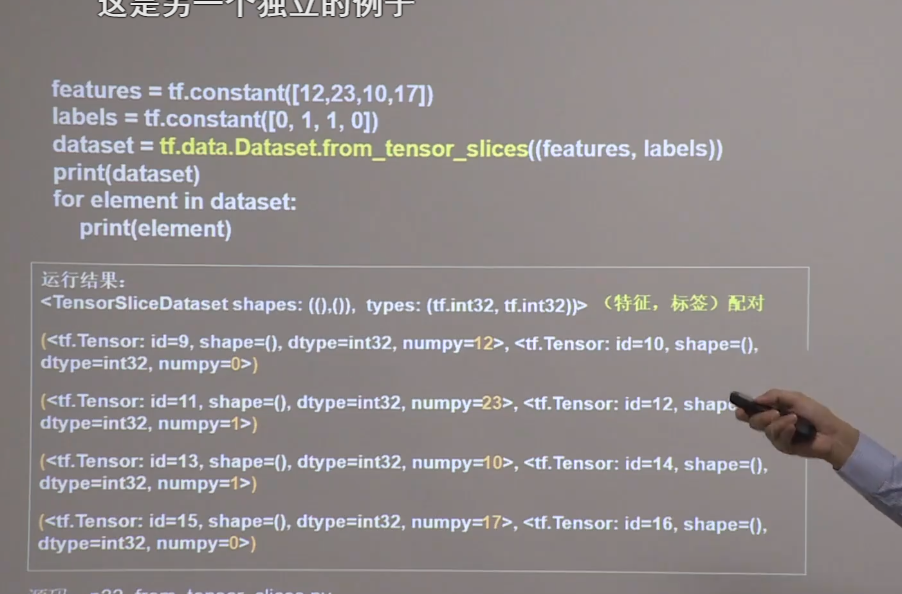 这是另一个独立的例子
features = tf.constant([12,23,10,17])
labels = tf.constant([0, 1, 1, 0])
dataset = tf.data.Dataset.from_tensor_slices((features, labels))
print(dataset)
for element in dataset:
print(element)
运行结果：
<TensorSliceDataset shapes: ((),()), types: (tf.int32, tf.int32))> （特征，标签）配对
(<tf.Tensor: id=9, shape=(), dtype=int32, numpy=12>, <tf.Tensor: id=10, shape=(),
dtype=int32, numpy=0>)
(<tf.Tensor: id=11, shape=(), dtype=int32, numpy=23>, <tf.Tensor: id=12, shape
dtype=int32, numpy=1>)
(<tf.Tensor: id=13, shape=(), dtype=int32, numpy=10>, <tf.Tensor: id=14, shape=(),
dtype=int32, numpy=1>)
(<tf.Tensor: id=15, shape=(), dtype=int32, numpy=17>, <tf.Tensor: id=16, shape=(),
dtype=int32, numpy=0>)